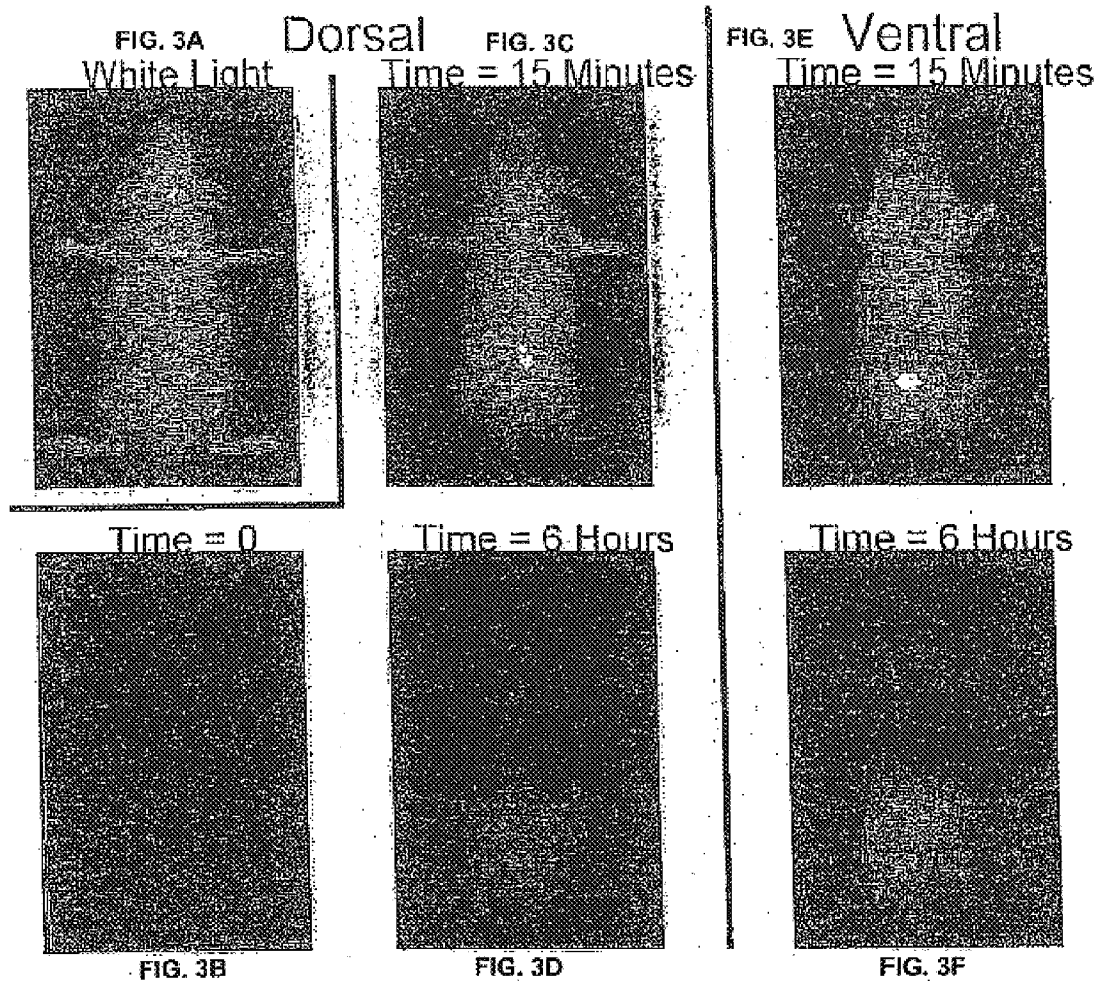 FIG. 3A
Dorsal
FIG. 3C
FIG. 3E
Ventral
White Light
Time = 15 Minutes
Time = 15 Minutes
Time = 0
Time = 6 Hours
Time = 6 Hours
FIG. 3B
FIG. 3D
FIG. 3F